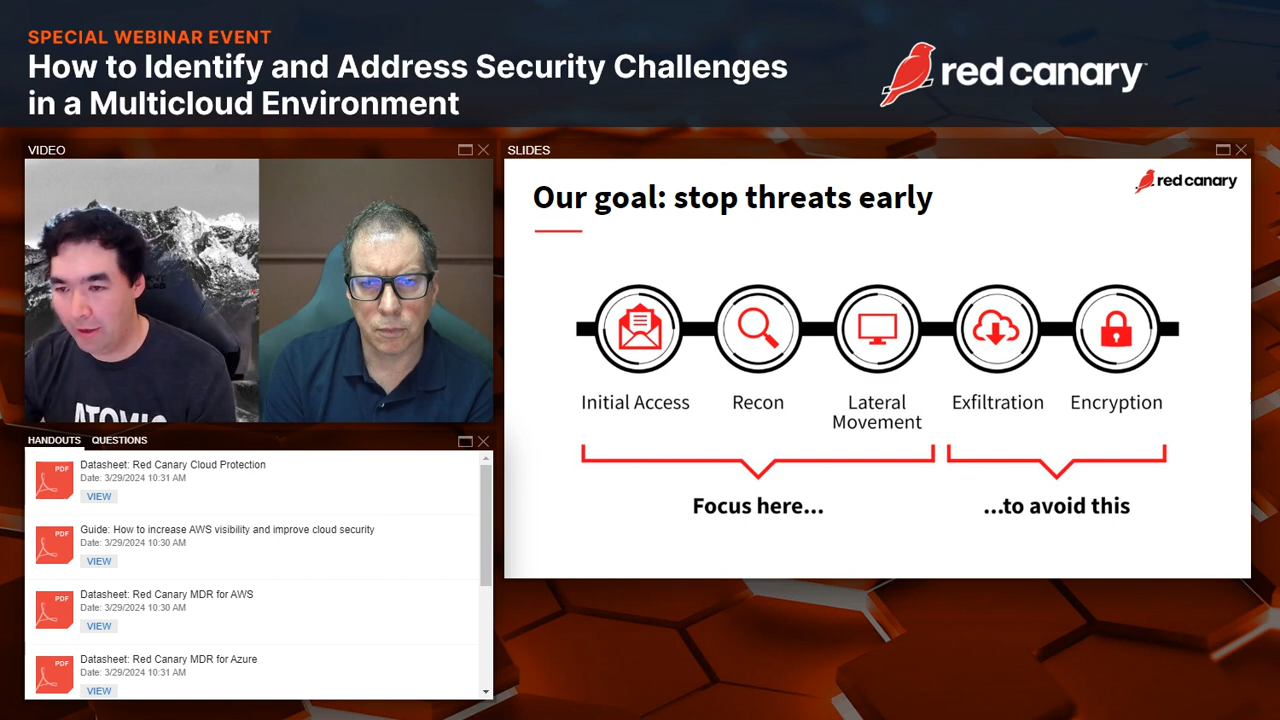 SPECIAL WEBINAR EVENT
How to Identify and Address Security Challenges
in a Multicloud Environment
red canary
VIDEO
ATOMIC
HANDOUTS QUESTIONS
PDF
Datasheet: Red Canary Cloud Protection
Date: 3/29/2024 10:31 AM
VIEW
PDF
Guide: How to increase AWS visibility and improve cloud security
Date: 3/29/2024 10:30 AM
VIEW
PDF
Datasheet: Red Canary MDR for AWS
Date: 3/29/2024 10:30 AM
VIEW
PDF
Datasheet: Red Canary MDR for Azure
Date: 3/29/2024 10:31 AM
VIEW
SLIDES
red canary
Our goal: stop threats early
Initial Access
Recon
Lateral
Movement
Exfiltration
Encryption
Focus here...
...to avoid this